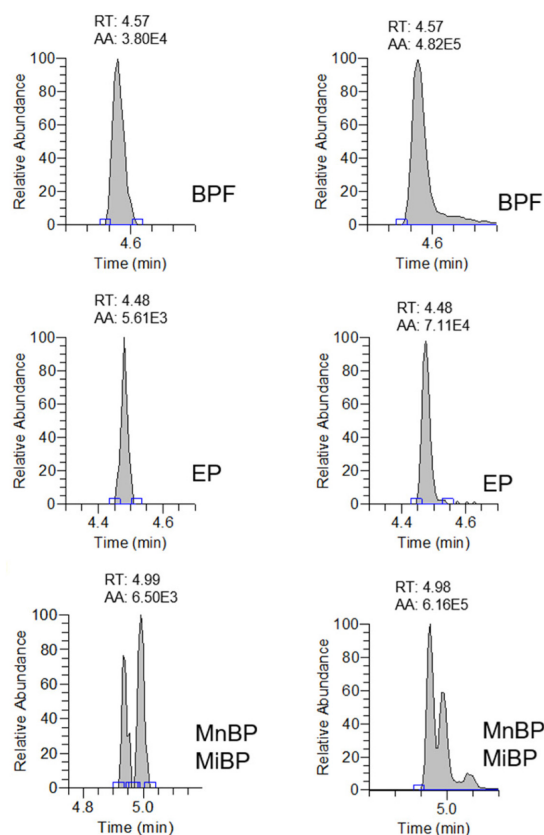 RT: 4.57
AA: 3.80E4
Relative Abundance
100
80
60
40
20
0
BPF
4.6
Time (min)
RT: 4.57
AA: 4.82E5
Relative Abundance
100
80
60
40
20
0
BPF
4.6
Time (min)
RT: 4.48
AA: 5.61E3
Relative Abundance
100
80
60
40
20
0
EP
4.4 4.6
Time (min)
RT: 4.48
AA: 7.11E4
Relative Abundance
100
80
60
40
20
0
EP
4.4 4.6
Time (min)
RT: 4.99
AA: 6.50E3
Relative Abundance
100
80
60
40
20
0
MnBP
MiBP
4.8 5.0
Time (min)
RT: 4.98
AA: 6.16E5
Relative Abundance
100
80
60
40
20
0
MnBP
MiBP
5.0
Time (min)